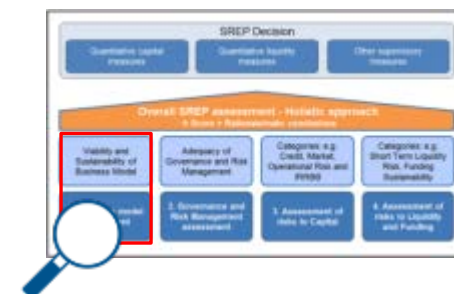 SREP Decision
Quantitative capital
measures
Quantitative liquidity
measures
Other supervisory
measures
Overall SREP assessment - Holistic approach
Viability and
Sustainability of
Business Model
Adequacy of
Governance and Risk
Management
Categories: e.g.
Credit, Market,
Operational Risk and
IRRBB
Categories: e.g.
Short Term Liquidity
Risk, Funding
Sustainability
model
2. Governance and
Risk Management
assessment
3. Assessment of
risks to Capital
4. Assessment of
risks to Liquidity
and Funding